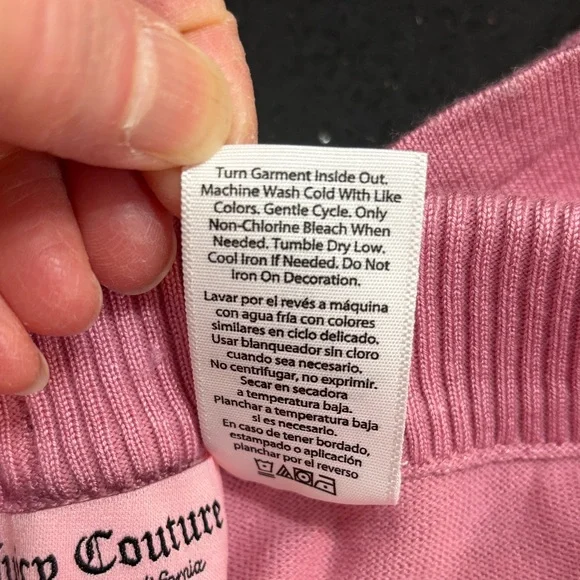 Turn Garment Inside Out.
Machine Wash Cold With Like
Colors. Gentle Cycle. Only
Non-Chlorine Bleach When
Needed. Tumble Dry Low.
Cool Iron If Needed. Do Not
Iron On Decoration.
Lavar por el revés a máquina
con agua fría con colores
similares en ciclo delicado.
Usar blanqueador sin cloro
cuando sea necesario.
No centrifugar, no exprimir.
Secar en secadora
a temperatura baja.
Planchar a temperatura baja
si es necesario.
En caso de tener bordado,
estampado o aplicación
planchar por el reverso
Couture